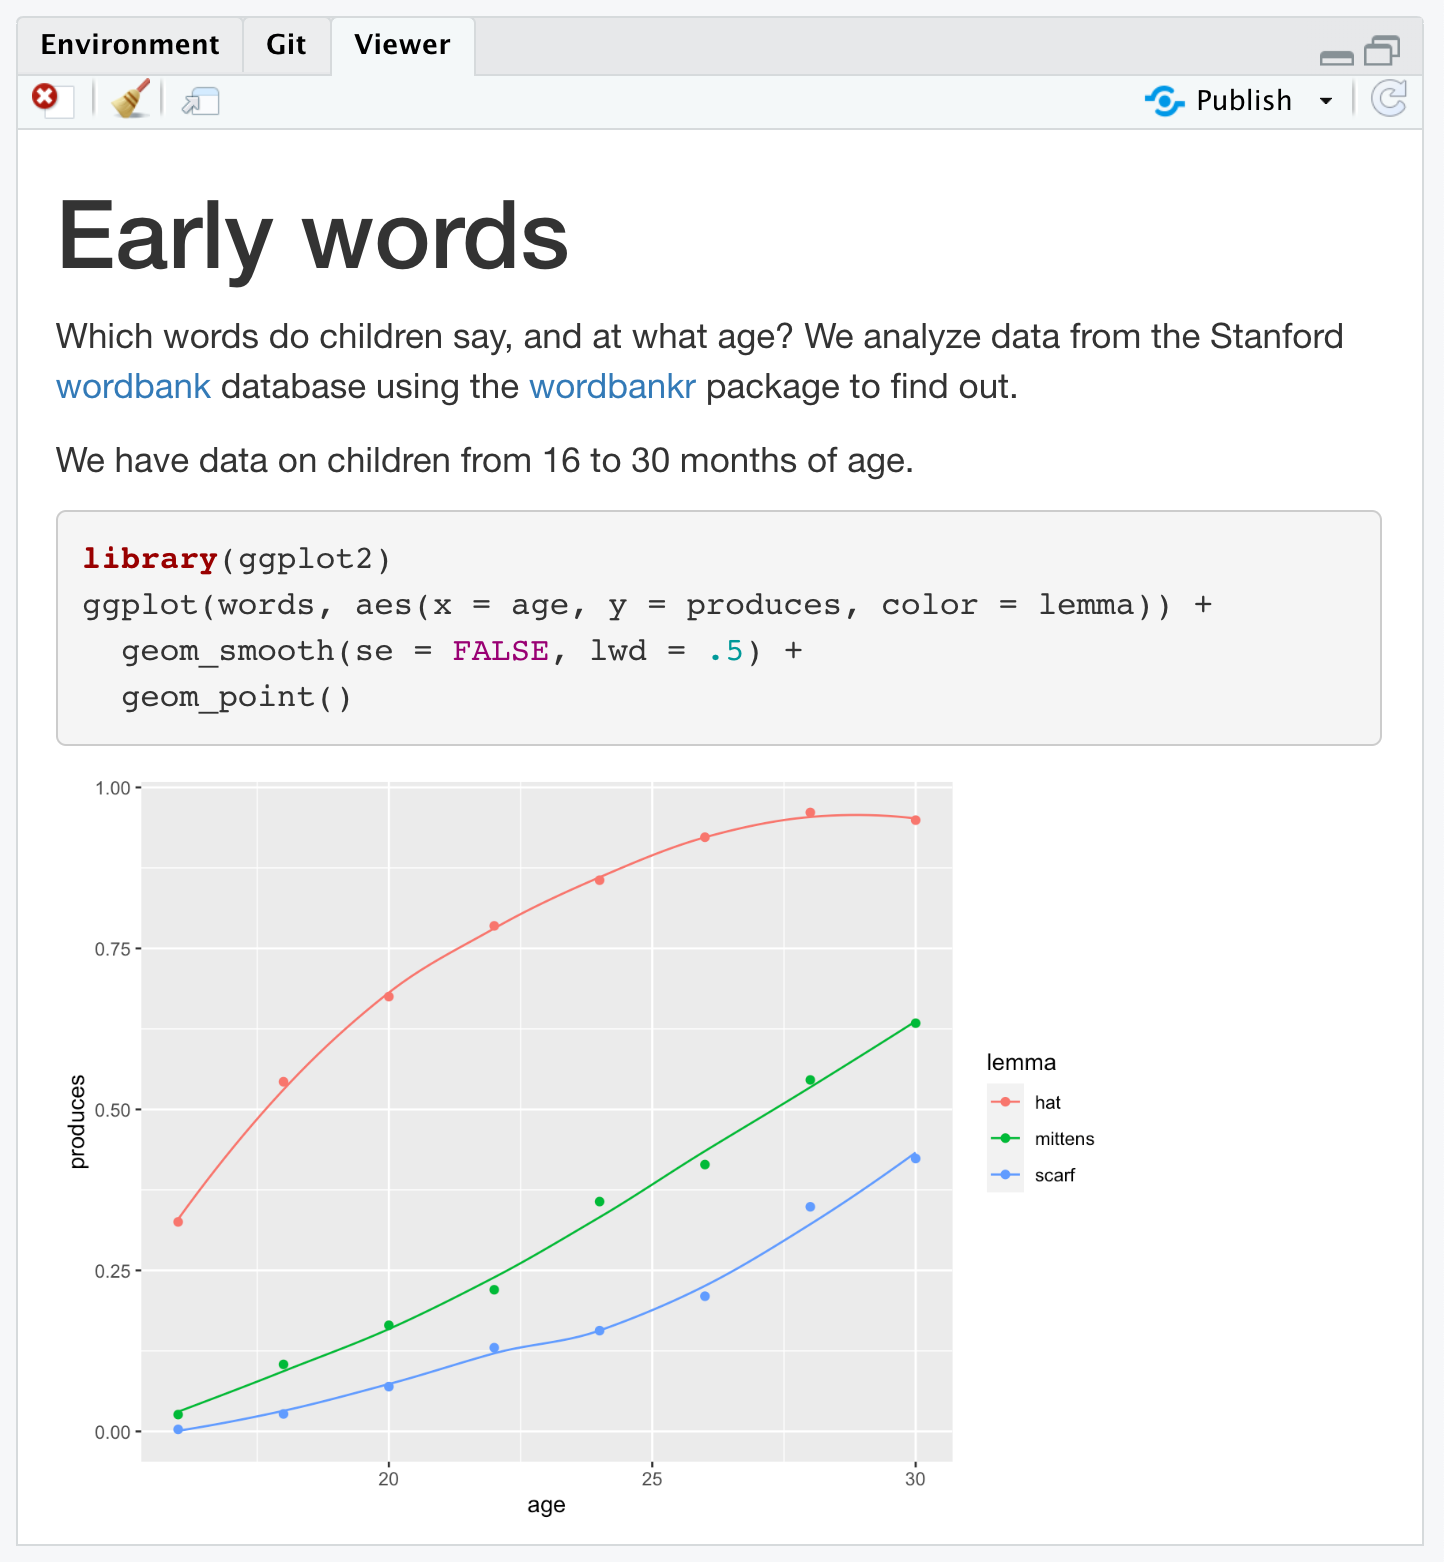 Environment Git Viewer
Publish
Early words
Which words do children say, and at what age? We analyze data from the Stanford
wordbank database using the wordbankr package to find out.
We have data on children from 16 to 30 months of age.
library(ggplot2)
ggplot(words, aes(x = age, y = produces, color = lemma)) +
  geom_smooth(se = FALSE, lwd = .5) +
  geom_point()
1.00
0.75
0.50
0.25
0.00
produces
20 25 30
age
lemma
hat
mittens
scarf